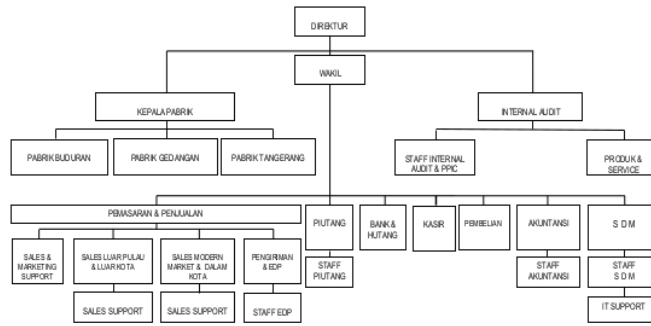 DIREKTUR
WAKIL
KEPALA PABRIK
INTERNAL AUDIT
PABRIK BUDURAN
PABRIK GEDANGAN
PABRIK TANGERANG
STAFF INTERNAL
AUDIT & PPIC
PRODUK &
SERVICE
PEMASARAN & PENJUALAN
PIUTANG
BANK &
HUTANG
KASIR
PEMBELIAN
AKUNTANSI
S D M
SALES &
MARKETING
SUPPORT
SALES LUAR PULAU
& LUAR KOTA
SALES MODERN
MARKET & DALAM
KOTA
PENGIRIMAN
& EDP
STAFF
PIUTANG
STAFF
AKUNTANSI
STAFF
S D M
SALES SUPPORT
SALES SUPPORT
STAFF EDP
IT SUPPORT